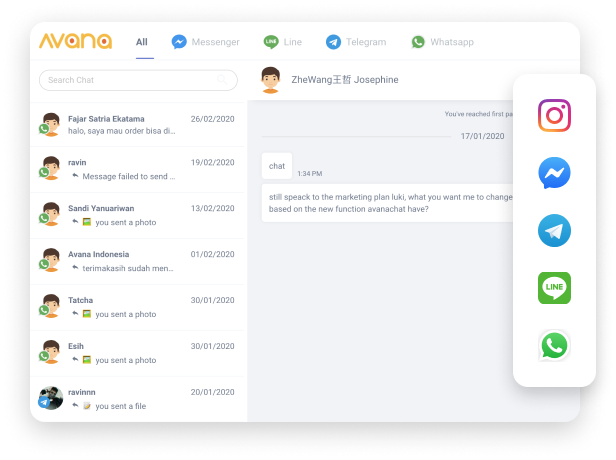 AVANA
All
Messenger
LINE
Line
Telegram
Whatsapp
Search Chat
ZheWang王哲 Josephine
Fajar Satria Ekatama 26/02/2020
halo, saya mau order bisa di...
ravin 19/02/2020
Message failed to send ...
Sandi Yanuariwan 13/02/2020
you sent a photo
Avana Indonesia 01/02/2020
terimakasih sudah men...
Tatcha 30/01/2020
you sent a photo
Esih 30/01/2020
you sent a photo
ravinnn 20/01/2020
you sent a file
You've reached first pa
17/01/2020
chat
1:34 PM
still speack to the marketing plan luki, what you want me to change
based on the new function avanachat have?
LINE